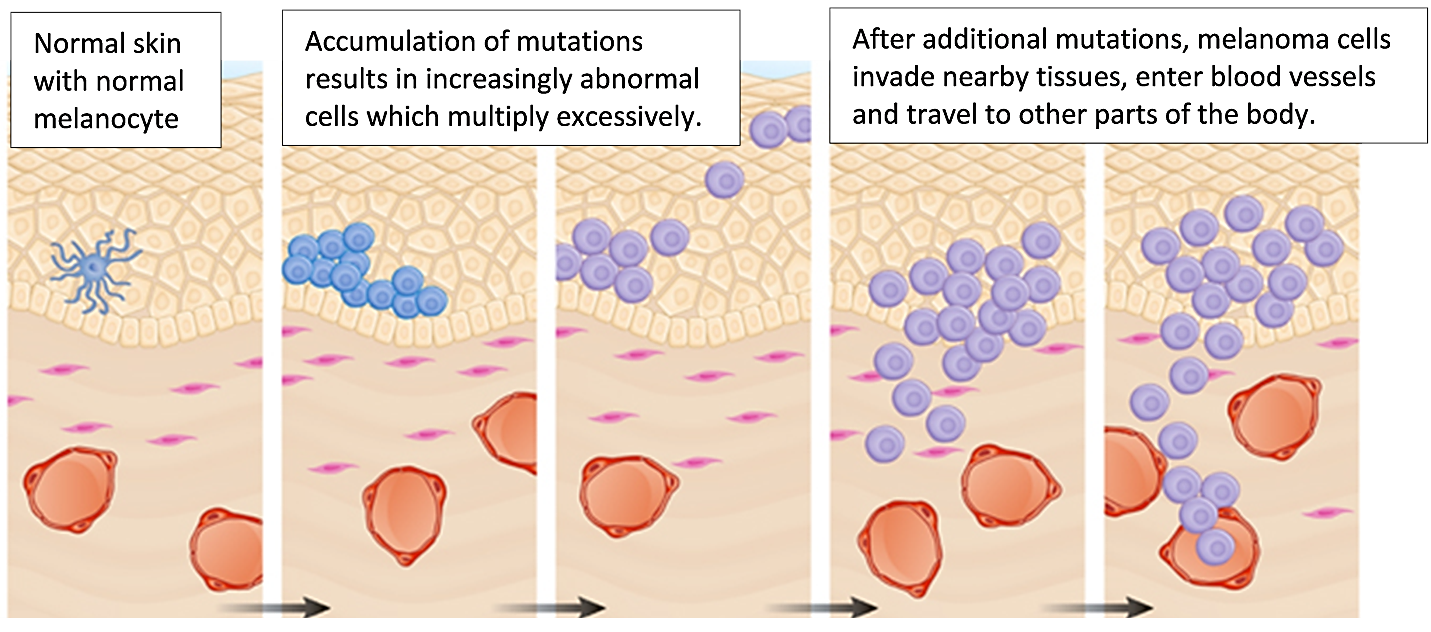 Normal skin
with normal
melanocyte
Accumulation of mutations
results in increasingly abnormal
cells which multiply excessively.
After additional mutations, melanoma cells
invade nearby tissues, enter blood vessels
and travel to other parts of the body.